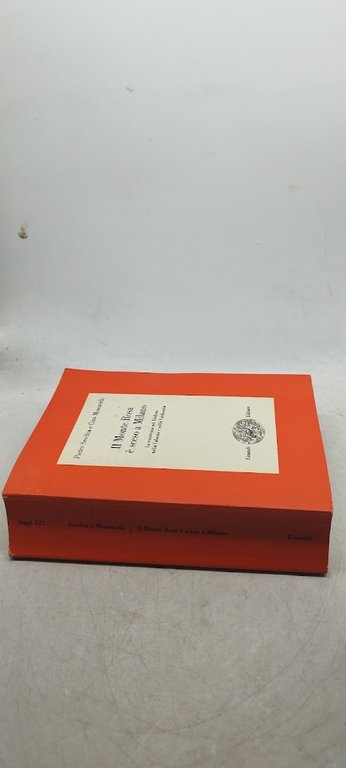 Pietro Secchia e Cino Moscatelli
Il Monte Rosa
è sceso a Milano
La resistenza nel Biellese
nella Valsesia e nella Valdossola
Einaudi Editore
Saggi 227 Secchia e Moscatelli Il Monte Rosa è sceso a Milano Einaudi